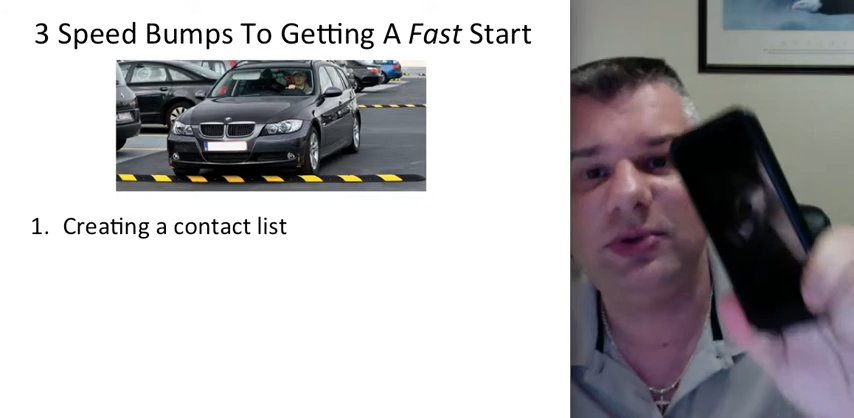 3 Speed Bumps To Getting A Fast Start
1. Creating a contact list